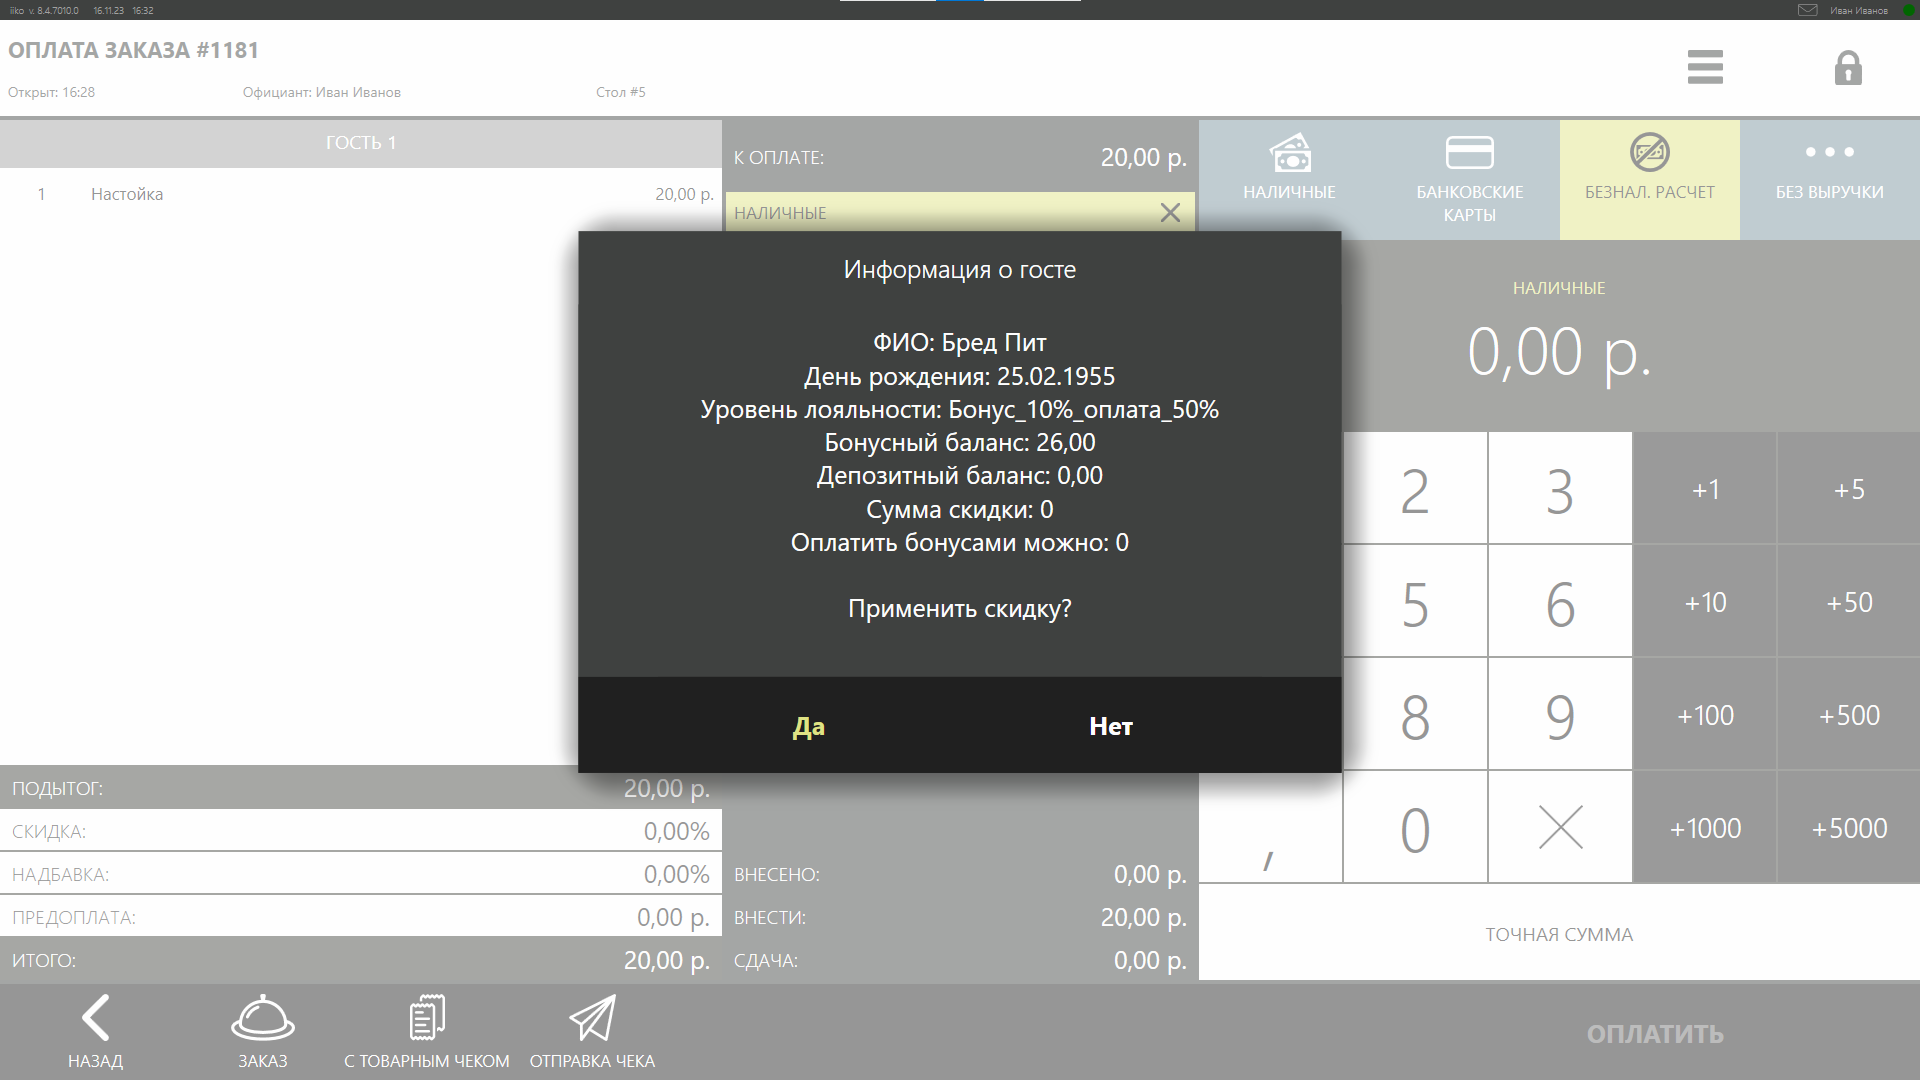 iiko v. 8.4.7010.0 16.11.23 16:32
Иван Иванов
ОПЛАТА ЗАКАЗА #1181
Открыт: 16:28 Официант: Иван Иванов Стол #5
ГОСТЬ 1
1 Настойка 20,00 р.
К ОПЛАТЕ: 20,00 р.
НАЛИЧНЫЕ
НАЛИЧНЫЕ
БАНКОВСКИЕ
КАРТЫ
БЕЗНАЛ. РАСЧЕТ
БЕЗ ВЫРУЧКИ
Информация о госте
ФИО: Бред Пит
День рождения: 25.02.1955
Уровень лояльности: Бонус_10%_оплата_50%
Бонусный баланс: 26,00
Депозитный баланс: 0,00
Сумма скидки: 0
Оплатить бонусами можно: 0
Применить скидку?
Да Нет
НАЛИЧНЫЕ
0,00 р.
2 3 +1 +5
5 6 +10 +50
8 9 +100 +500
, 0 +1000 +5000
ТОЧНАЯ СУММА
ПОДЫТОГ: 20,00 р.
СКИДКА: 0,00%
НАДБАВКА: 0,00%
ПРЕДОПЛАТА: 0,00 р.
ИТОГО: 20,00 р.
ВНЕСЕНО: 0,00 р.
ВНЕСТИ: 20,00 р.
СДАЧА: 0,00 р.
НАЗАД
ЗАКАЗ
С ТОВАРНЫМ ЧЕКОМ
ОТПРАВКА ЧЕКА
ОПЛАТИТЬ